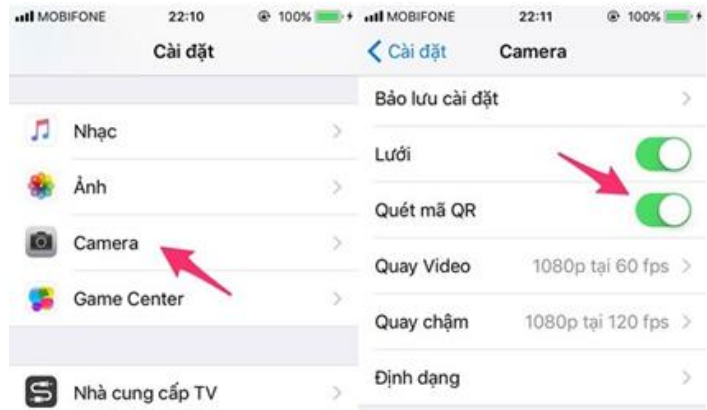 MOBIFONE 22:10 100%
Cài đặt
Nhạc
Ảnh
Camera
Game Center
Nhà cung cấp TV
MOBIFONE 22:11 100%
Cài đặt Camera
Bảo lưu cài đặt
Lưới
Quét mã QR
Quay Video 1080p tại 60 fps
Quay chậm 1080p tại 120 fps
Định dạng